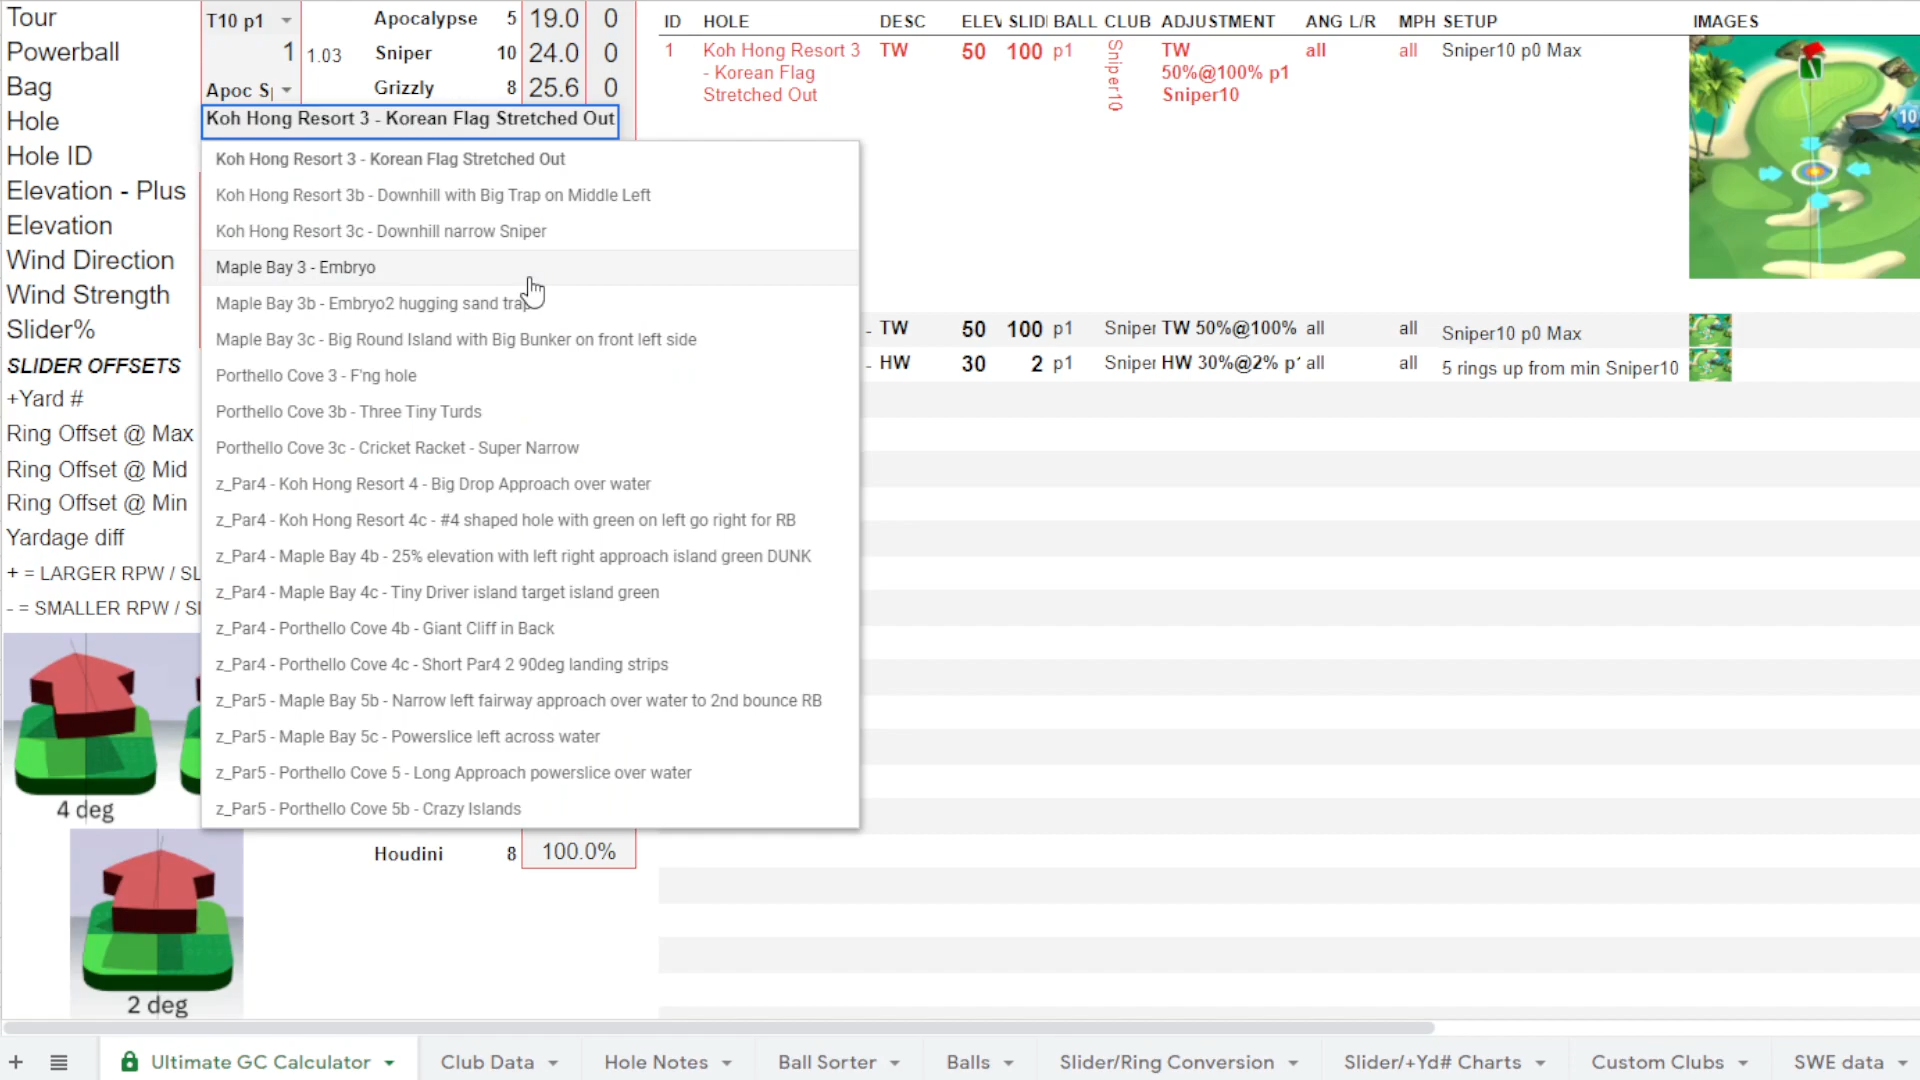 Tour
Powerball
Bag
Hole
Hole ID
Elevation - Plus
Elevation
Wind Direction
Wind Strength
Slider%
SLIDER OFFSETS
+Yard #
Ring Offset @ Max
Ring Offset @ Mid
Ring Offset @ Min
Yardage diff
+ = LARGER RPW / SL
- = SMALLER RPW / Sl
4 deg
2 deg
T10 p1
1 1.03
Apoc S
Apocalypse 5 19.0 0
Sniper 10 24.0 0
Grizzly 8 25.6 0
Koh Hong Resort 3 - Korean Flag Stretched Out
Koh Hong Resort 3 - Korean Flag Stretched Out
Koh Hong Resort 3b - Downhill with Big Trap on Middle Left
Koh Hong Resort 3c - Downhill narrow Sniper
Maple Bay 3 - Embryo
Maple Bay 3b - Embryo2 hugging sand trap
Maple Bay 3c - Big Round Island with Big Bunker on front left side
Porthello Cove 3 - F'ng hole
Porthello Cove 3b - Three Tiny Turds
Porthello Cove 3c - Cricket Racket - Super Narrow
z_Par4 - Koh Hong Resort 4 - Big Drop Approach over water
z_Par4 - Koh Hong Resort 4c - #4 shaped hole with green on left go right for RB
z_Par4 - Maple Bay 4b - 25% elevation with left right approach island green DUNK
z_Par4 - Maple Bay 4c - Tiny Driver island target island green
z_Par4 - Porthello Cove 4b - Giant Cliff in Back
z_Par4 - Porthello Cove 4c - Short Par4 2 90deg landing strips
z_Par5 - Maple Bay 5b - Narrow left fairway approach over water to 2nd bounce RB
z_Par5 - Maple Bay 5c - Powerslice left across water
z_Par5 - Porthello Cove 5 - Long Approach powerslice over water
z_Par5 - Porthello Cove 5b - Crazy Islands
Houdini 8 100.0%
ID HOLE DESC ELEV SLIDI BALL CLUB ADJUSTMENT ANG L/R MPH SETUP IMAGES
1 Koh Hong Resort 3 TW 50 100 p1 Sniper10 TW all all Sniper10 p0 Max
- Korean Flag 50%@100% p1
Stretched Out Sniper10
10
- TW 50 100 p1 Sniper TW 50%@100% all all Sniper10 p0 Max
- HW 30 2 p1 Sniper HW 30%@2% p' all all 5 rings up from min Sniper10
+ Ultimate GC Calculator Club Data Hole Notes Ball Sorter Balls Slider/Ring Conversion Slider/+Yd# Charts Custom Clubs SWE data